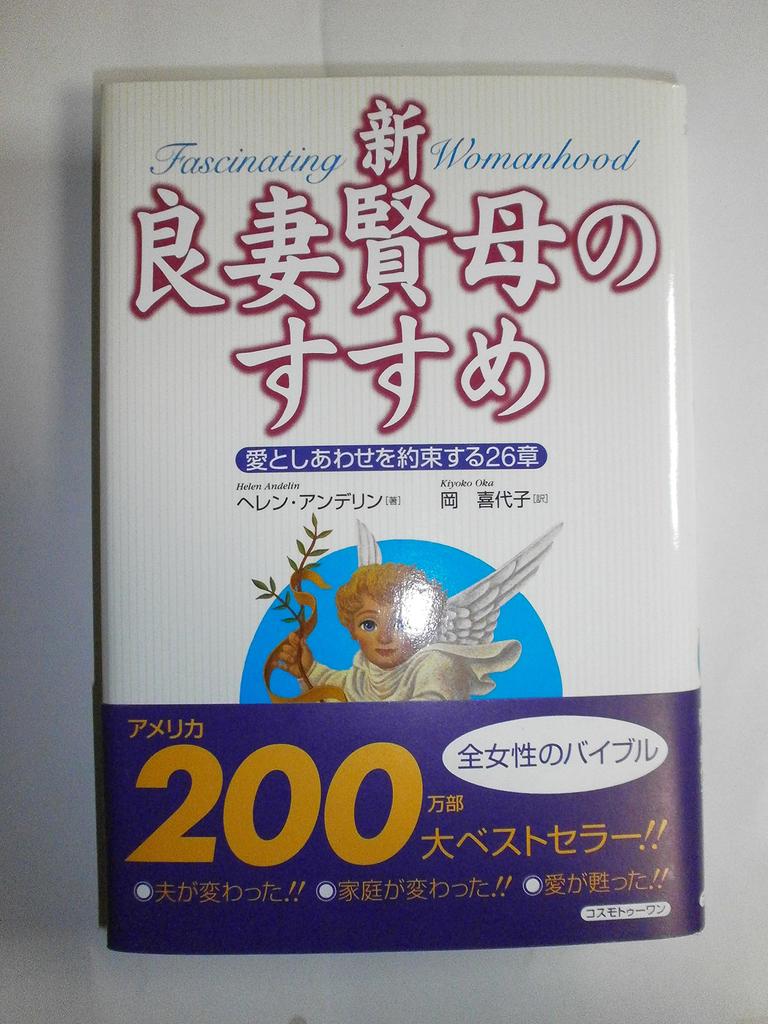 新
Fascinating Womanhood
良妻賢母の
すすめ
愛としあわせを約束する26章
Helen Andelin
ヘレン・アンデリン[著]
Kiyoko Oka
岡 喜代子[訳]
アメリカ
200万部
全女性のバイブル
大ベストセラー!!
●夫が変わった!! ●家庭が変わった!! ●愛が甦った!!
コスモトゥーワン